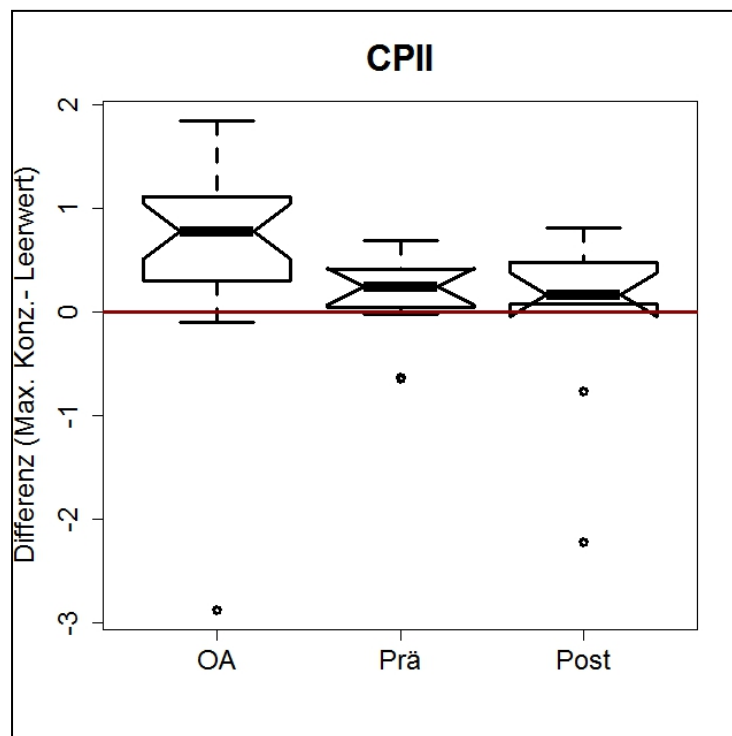 CPII
Differenz (Max. Konz.- Leerwert)
2
1
0
-1
-2
-3
OA
Prä
Post